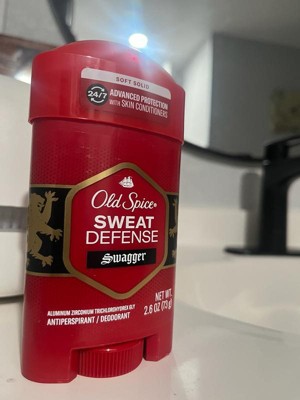 SOFT SOLID
24/7
ADVANCED PROTECTION
WITH SKIN CONDITIONERS
Old Spice
SWEAT
DEFENSE
Swagger
NET WT.
2.6 OZ (73 g)
ALUMINUM ZIRCONIUM TRICHLOROHYDREX GLY
ANTIPERSPIRANT / DEODORANT